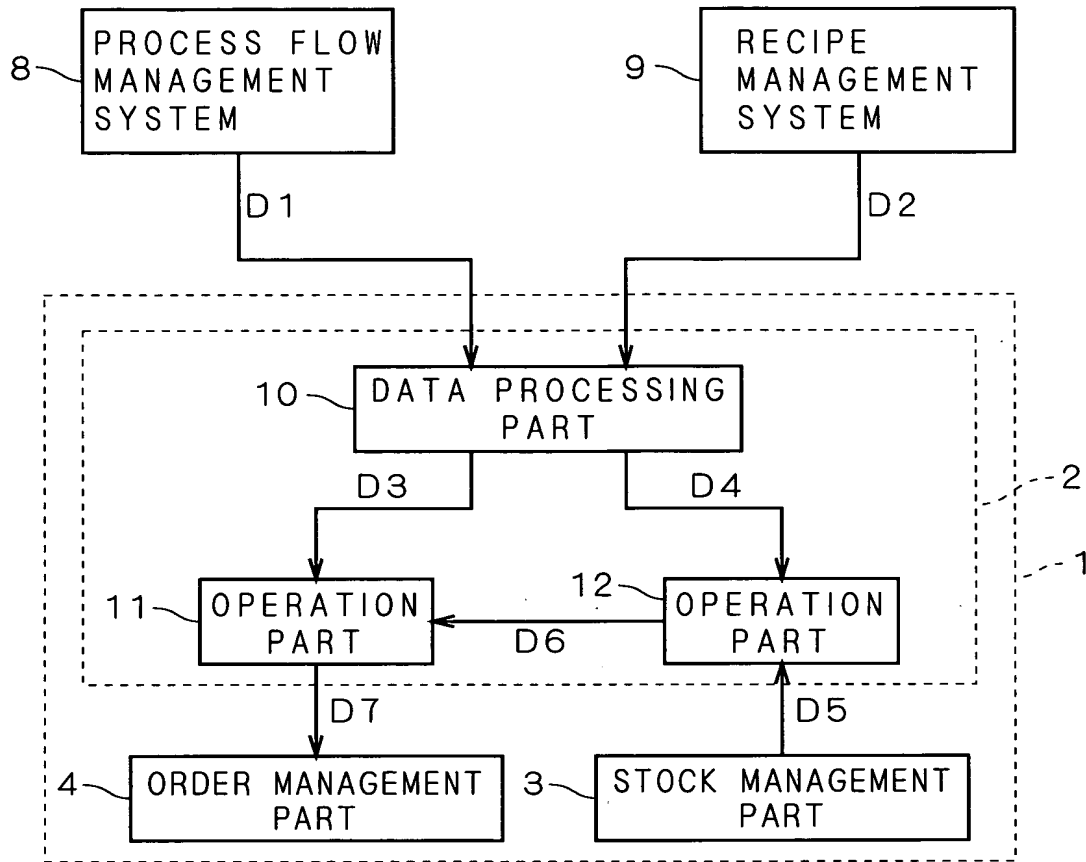 8
PROCESS FLOW
MANAGEMENT
SYSTEM
9
RECIPE
MANAGEMENT
SYSTEM
D1
D2
10
DATA PROCESSING
PART
D3
D4
2
1
11
OPERATION
PART
12
OPERATION
PART
D6
D7
D5
4
ORDER MANAGEMENT
PART
3
STOCK MANAGEMENT
PART